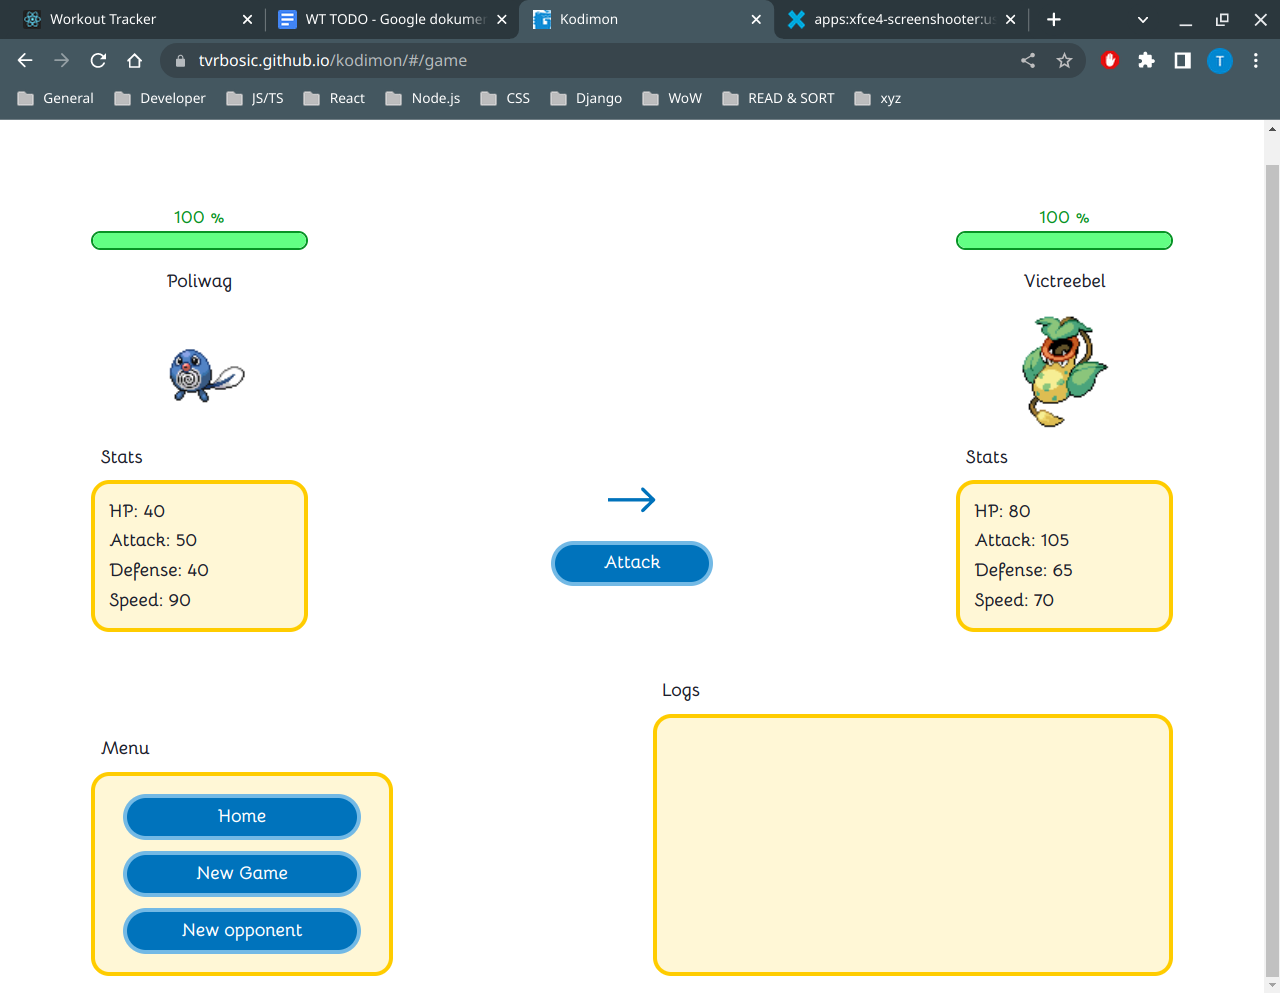 Workout Tracker
WT TODO - Google dokumen
Kodimon
apps:xfce4-screenshooter:us
tvrbosic.github.io/kodimon/#/game
T
General
Developer
JS/TS
React
Node.js
CSS
Django
WoW
READ & SORT
xyz
100 %
100 %
Poliwag
Victreebel
Stats
HP: 40
Attack: 50
Defense: 40
Speed: 90
Attack
Stats
HP: 80
Attack: 105
Defense: 65
Speed: 70
Menu
Home
New Game
New opponent
Logs